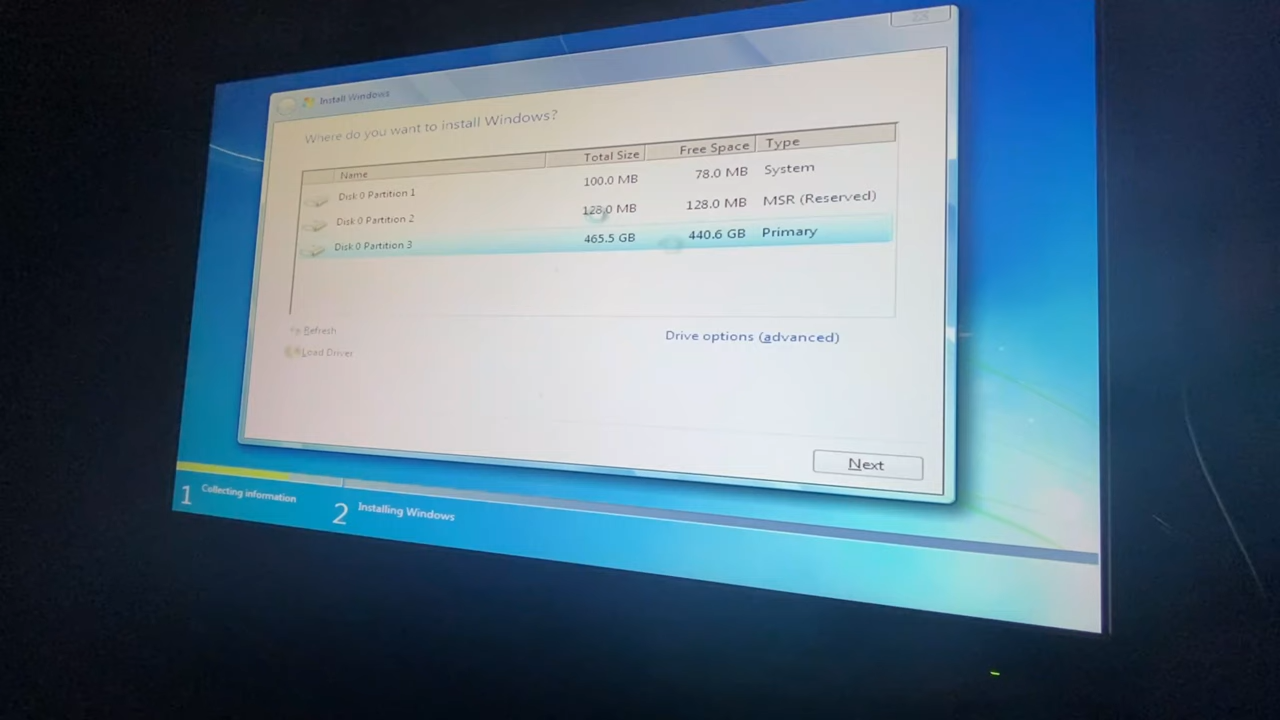 Install Windows
Where do you want to install Windows?
Name Total Size Free Space Type
Disk 0 Partition 1 100.0 MB 78.0 MB System
Disk 0 Partition 2 128.0 MB 128.0 MB MSR (Reserved)
Disk 0 Partition 3 465.5 GB 440.6 GB Primary
Refresh Drive options (advanced)
Load Driver
Next
1 Collecting information 2 Installing Windows